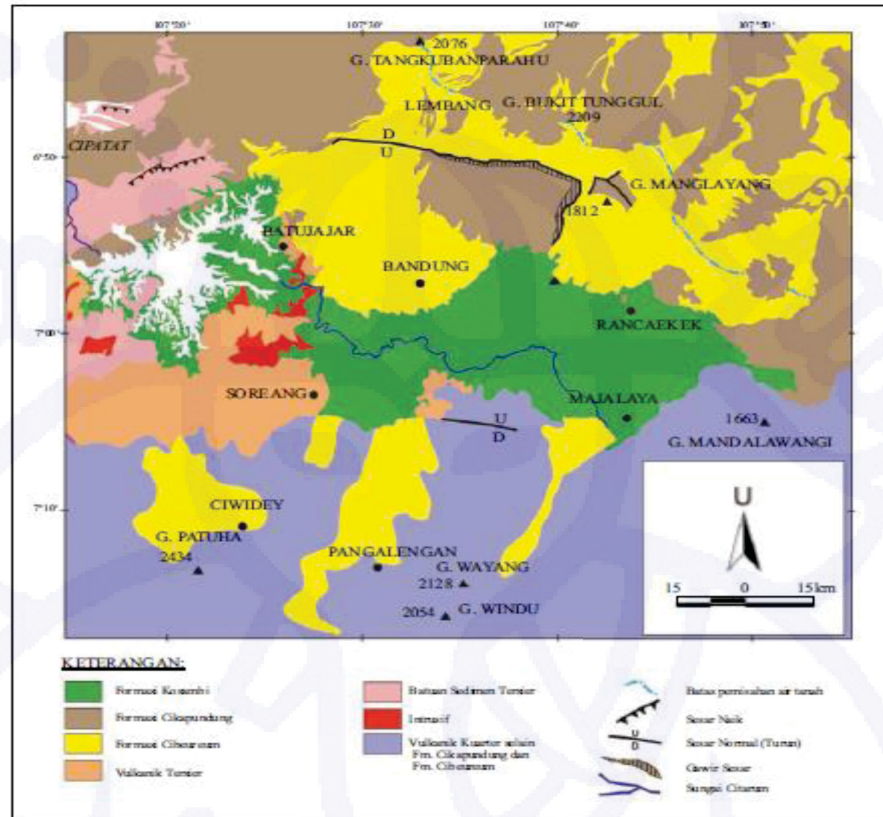 107°20' 107°30' 107°40' 107°50'
2076
G. TANGKUBANPARAHU
LEMBANG
G. BUKIT TUNGGUL
2209
CIPATAT
6°50'
D
U
G. MANGLAYANG
1812
BATUJAJAR
BANDUNG
7°00'
RANCAEKEK
SOREANG
MAJALAYA
U
D
1663
G. MANDALAWANGI
7°10'
CIWIDEY
G. PATUHA
2434
PANGALENGAN
G. WAYANG
2128
2054
G. WINDU
U
15 0 15km
KETERANGAN:
Formasi Kosambi
Formasi Cikapundung
Formasi Cibeureum
Vulkanik Tersier
Batuan Sedimen Tersier
Intrusif
Vulkanik Kuarter selain
Fm. Cikapundung dan
Fm. Cibeureum
Batas pemisahan air tanah
Sesar Naik
U
D
Sesar Normal (Turun)
Gawir Sesar
Sungai Citarum